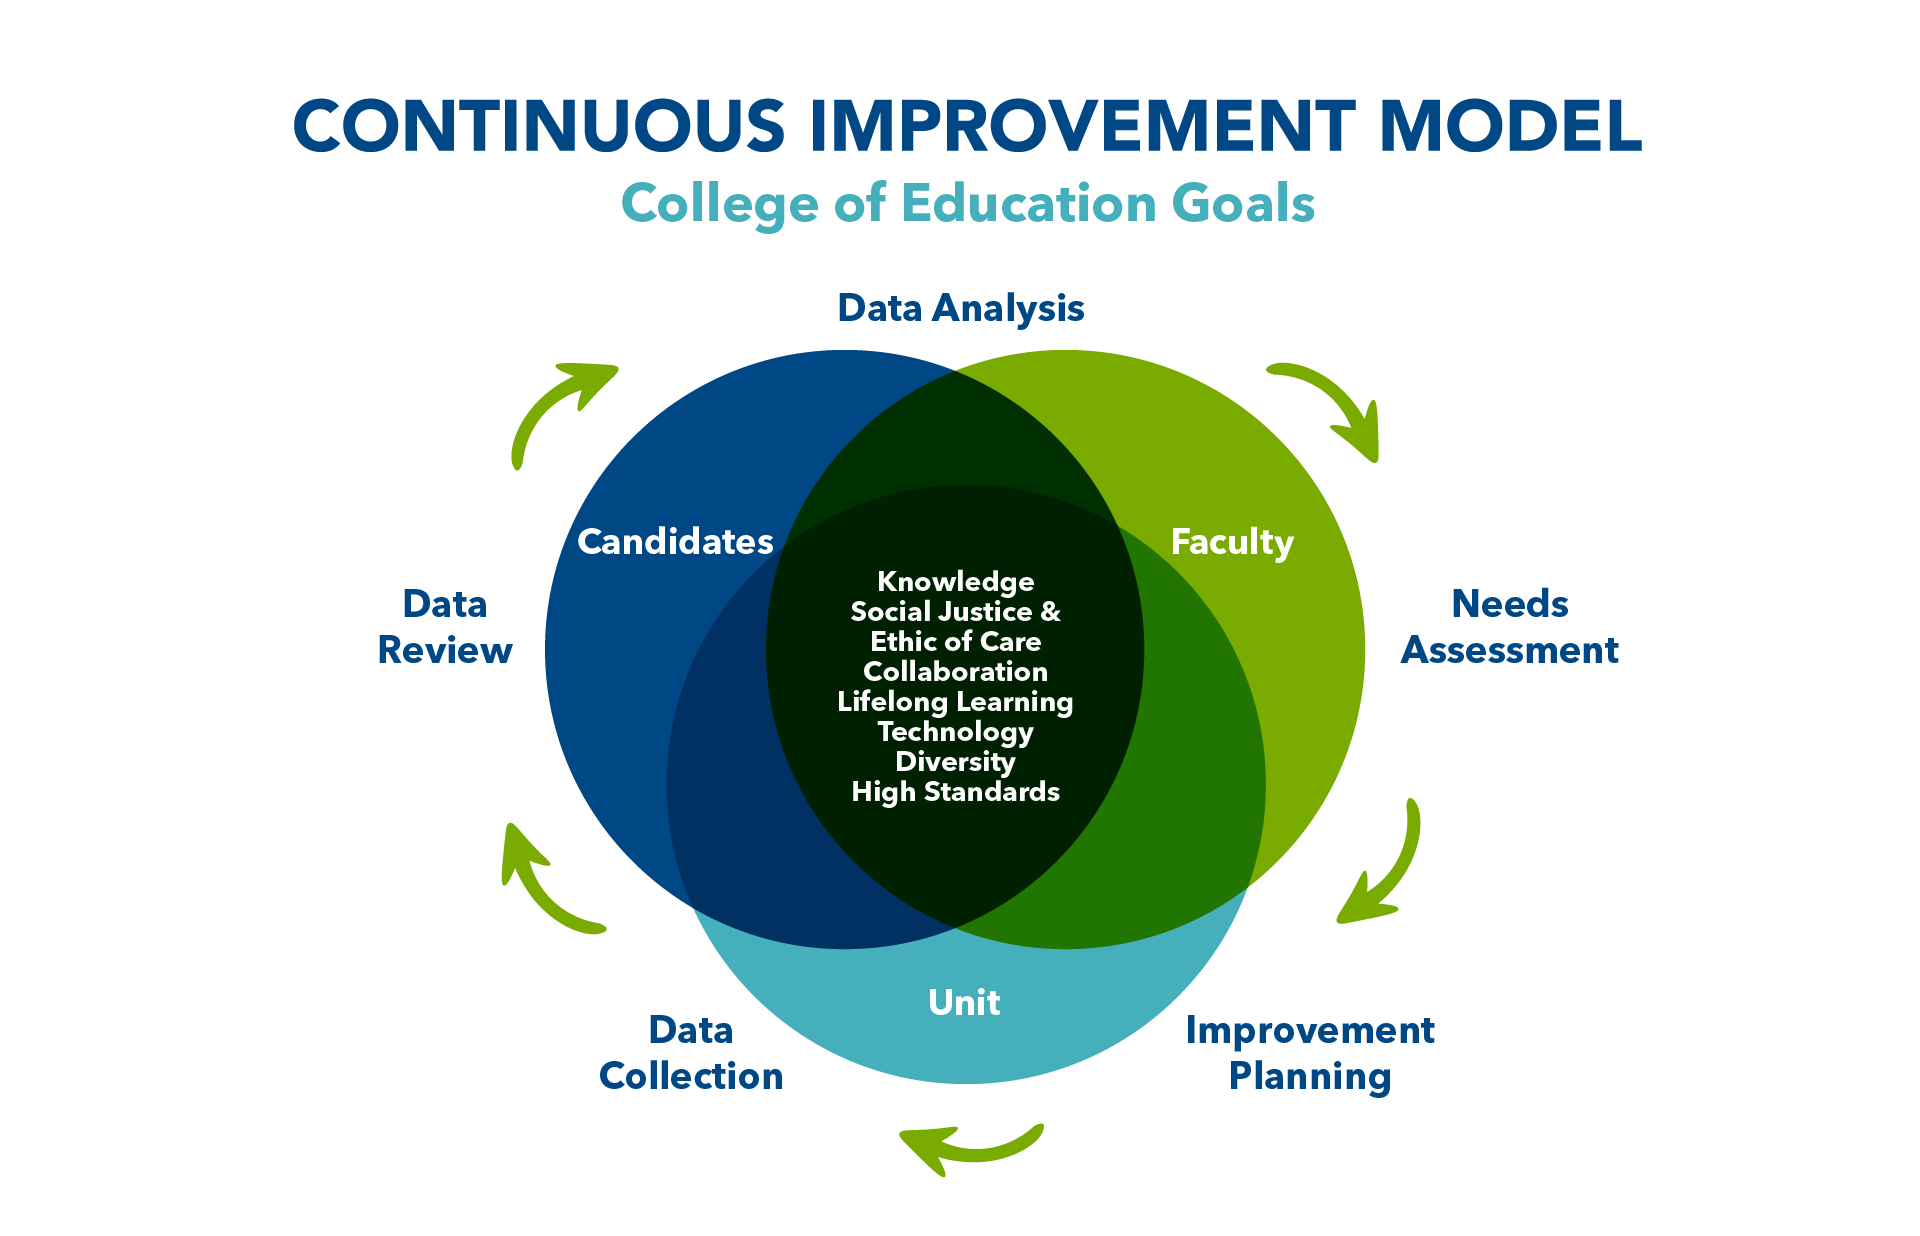 CONTINUOUS IMPROVEMENT MODEL
College of Education Goals
Data Analysis
Candidates
Faculty
Data
Review
Knowledge
Social Justice &
Ethic of Care
Collaboration
Lifelong Learning
Technology
Diversity
High Standards
Needs
Assessment
Unit
Data
Collection
Improvement
Planning